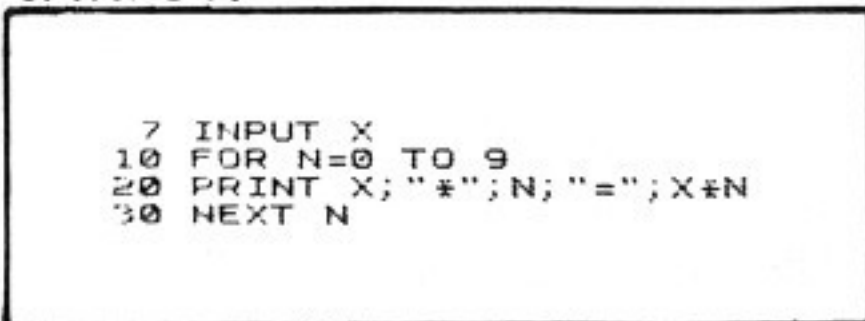 7 INPUT X
10 FOR N=0 TO 9
20 PRINT X;"*";N;"=";X*N
30 NEXT N